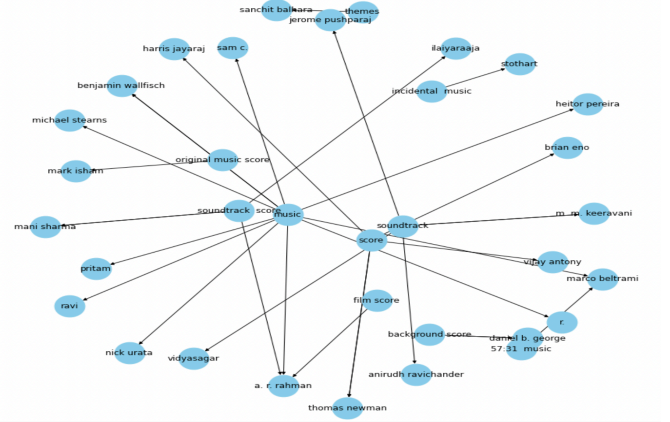 sanchit balhara
themes
jerome pushparaj
harris jayaraj
sam c.
ilaiyaraaja
stothart
benjamin wallfisch
incidental  music
heitor pereira
michael stearns
brian eno
original music score
mark isham
soundtrack score
music
m. m. keeravani
mani sharma
soundtrack
score
vijay antony
pritam
marco beltrami
ravi
film score
r.
background score
daniel b. george
57:31  music
nick urata
vidyasagar
a. r. rahman
anirudh ravichander
thomas newman